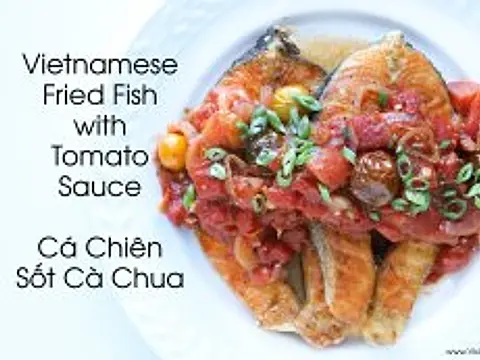 Vietnamese
Fried Fish
with
Tomato
Sauce
Cá Chiên
Sốt Cà Chua